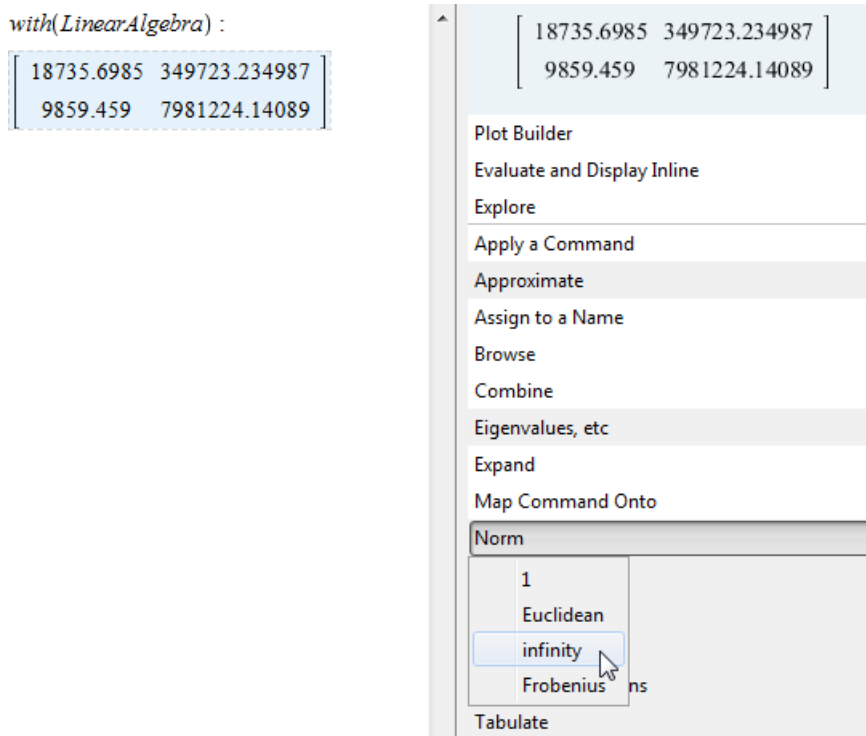 with(LinearAlgebra) :
18735.6985 349723.234987
9859.459 7981224.14089
18735.6985 349723.234987
9859.459 7981224.14089
Plot Builder
Evaluate and Display Inline
Explore
Apply a Command
Approximate
Assign to a Name
Browse
Combine
Eigenvalues, etc
Expand
Map Command Onto
Norm
1
Euclidean
infinity
Frobenius
Tabulate